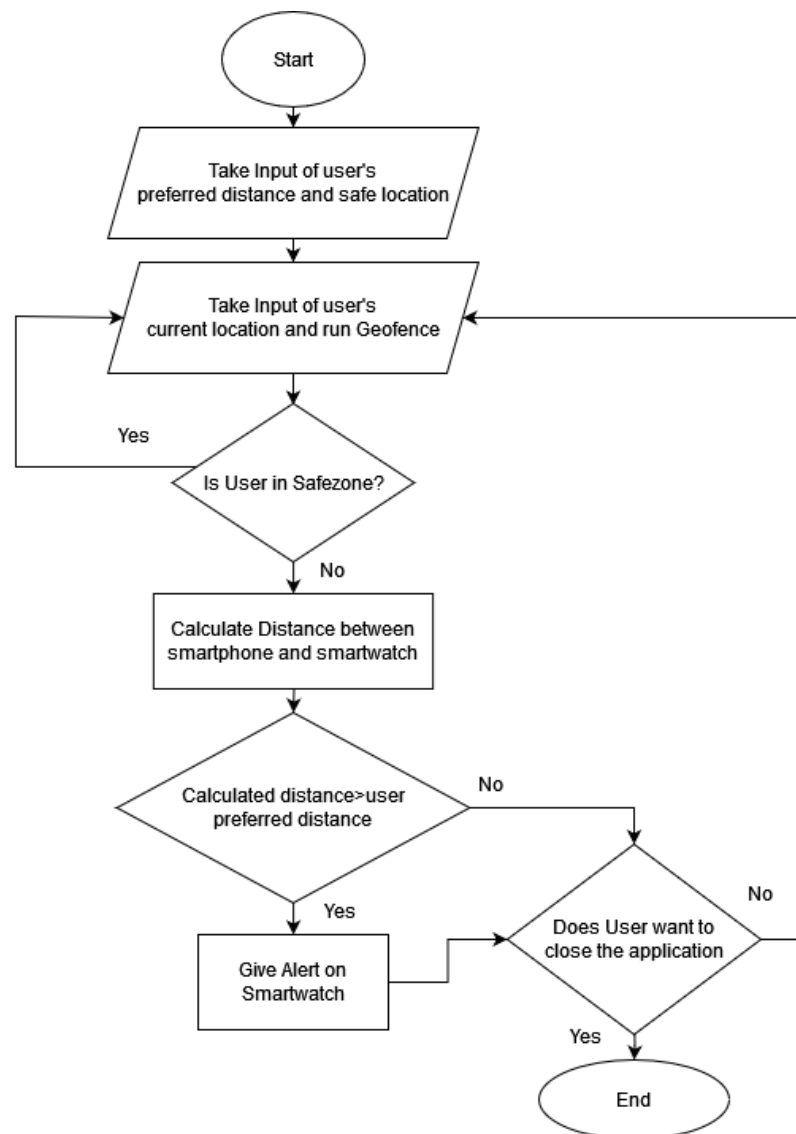 Start
Take Input of user's
preferred distance and safe location
Take Input of user's
current location and run Geofence
Yes
Is User in Safezone?
No
Calculate Distance between
smartphone and smartwatch
Calculated distance>user
preferred distance
No
Yes
Give Alert on
Smartwatch
Does User want to
close the application
No
Yes
End